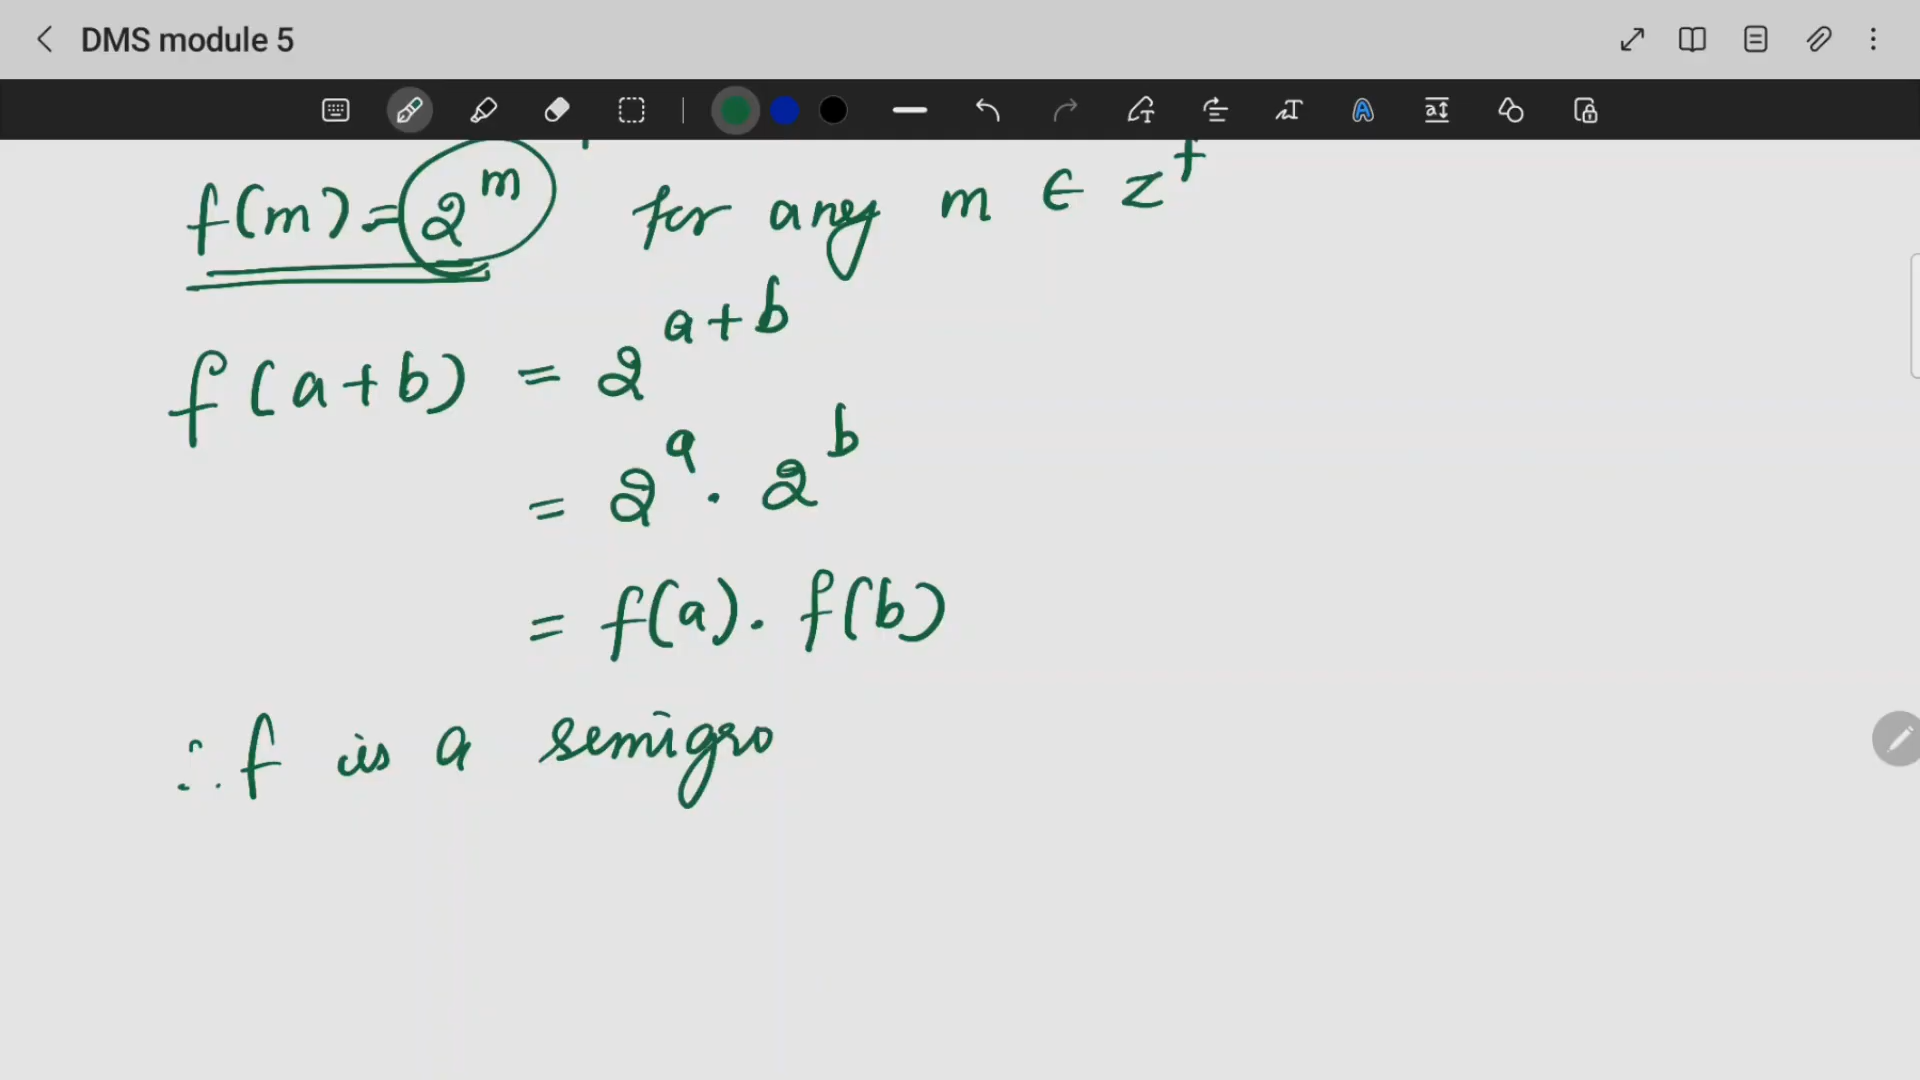 DMS module 5
f(m) = 2^m for any m ∈ Z^+
f(a+b) = 2^{a+b}
= 2^a · 2^b
= f(a) · f(b)
∴ f is a semigro